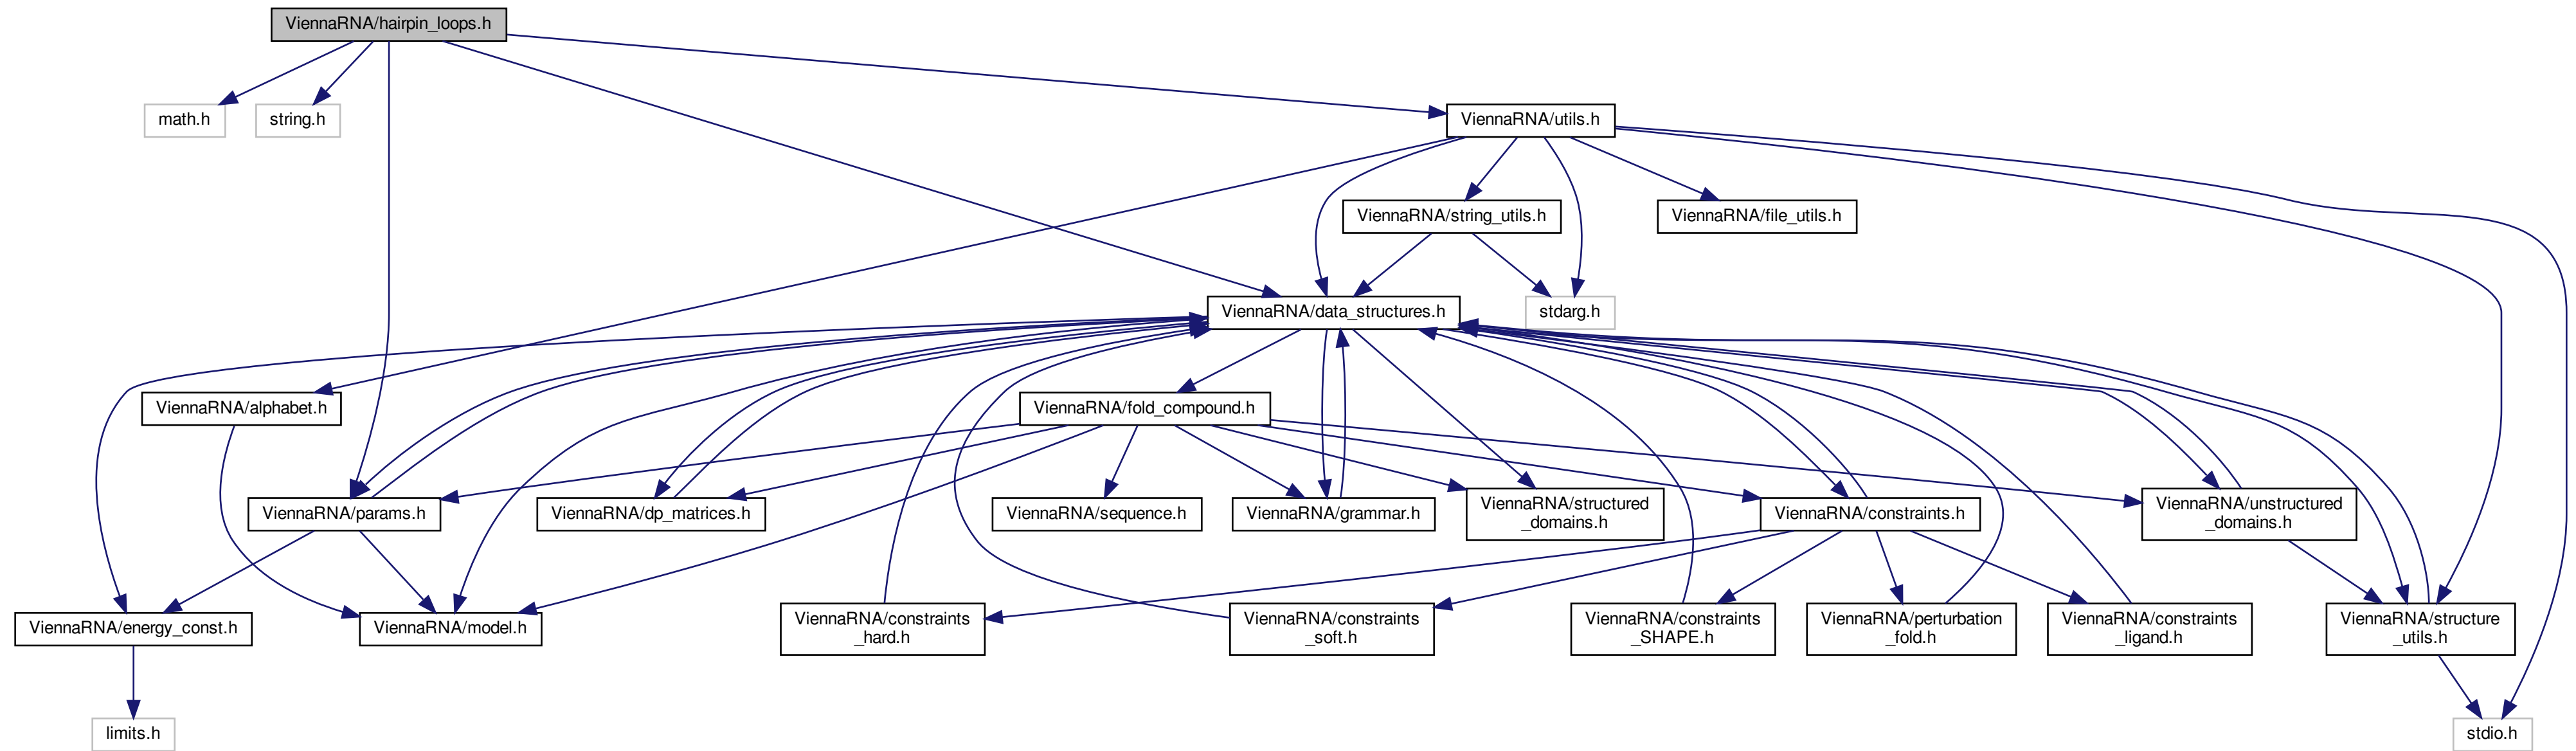 ViennaRNA/hairpin_loops.h
math.h
string.h
ViennaRNA/utils.h
ViennaRNA/string_utils.h
ViennaRNA/file_utils.h
ViennaRNA/data_structures.h
stdarg.h
ViennaRNA/alphabet.h
ViennaRNA/fold_compound.h
ViennaRNA/params.h
ViennaRNA/dp_matrices.h
ViennaRNA/sequence.h
ViennaRNA/grammar.h
ViennaRNA/structured
_domains.h
ViennaRNA/constraints.h
ViennaRNA/unstructured
_domains.h
ViennaRNA/energy_const.h
ViennaRNA/model.h
ViennaRNA/constraints
_hard.h
ViennaRNA/constraints
_soft.h
ViennaRNA/constraints
_SHAPE.h
ViennaRNA/perturbation
_fold.h
ViennaRNA/constraints
_ligand.h
ViennaRNA/structure
_utils.h
limits.h
stdio.h